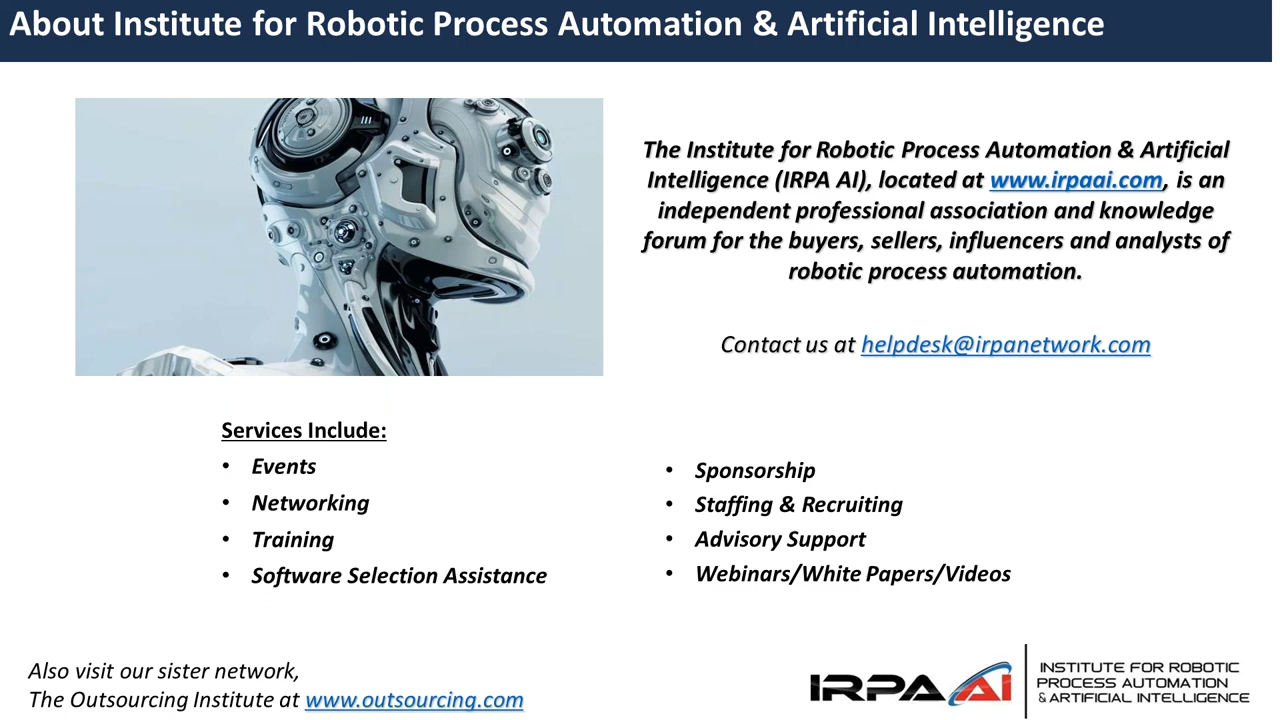 About Institute for Robotic Process Automation & Artificial Intelligence
The Institute for Robotic Process Automation & Artificial
Intelligence (IRPA AI), located at www.irpaai.com, is an
independent professional association and knowledge
forum for the buyers, sellers, influencers and analysts of
robotic process automation.
Contact us at helpdesk@irpanetwork.com
Services Include:
• Events
• Networking
• Training
• Software Selection Assistance
• Sponsorship
• Staffing & Recruiting
• Advisory Support
• Webinars/White Papers/Videos
Also visit our sister network,
The Outsourcing Institute at www.outsourcing.com
IRPA AI
INSTITUTE FOR ROBOTIC
PROCESS AUTOMATION
& ARTIFICIAL INTELLIGENCE